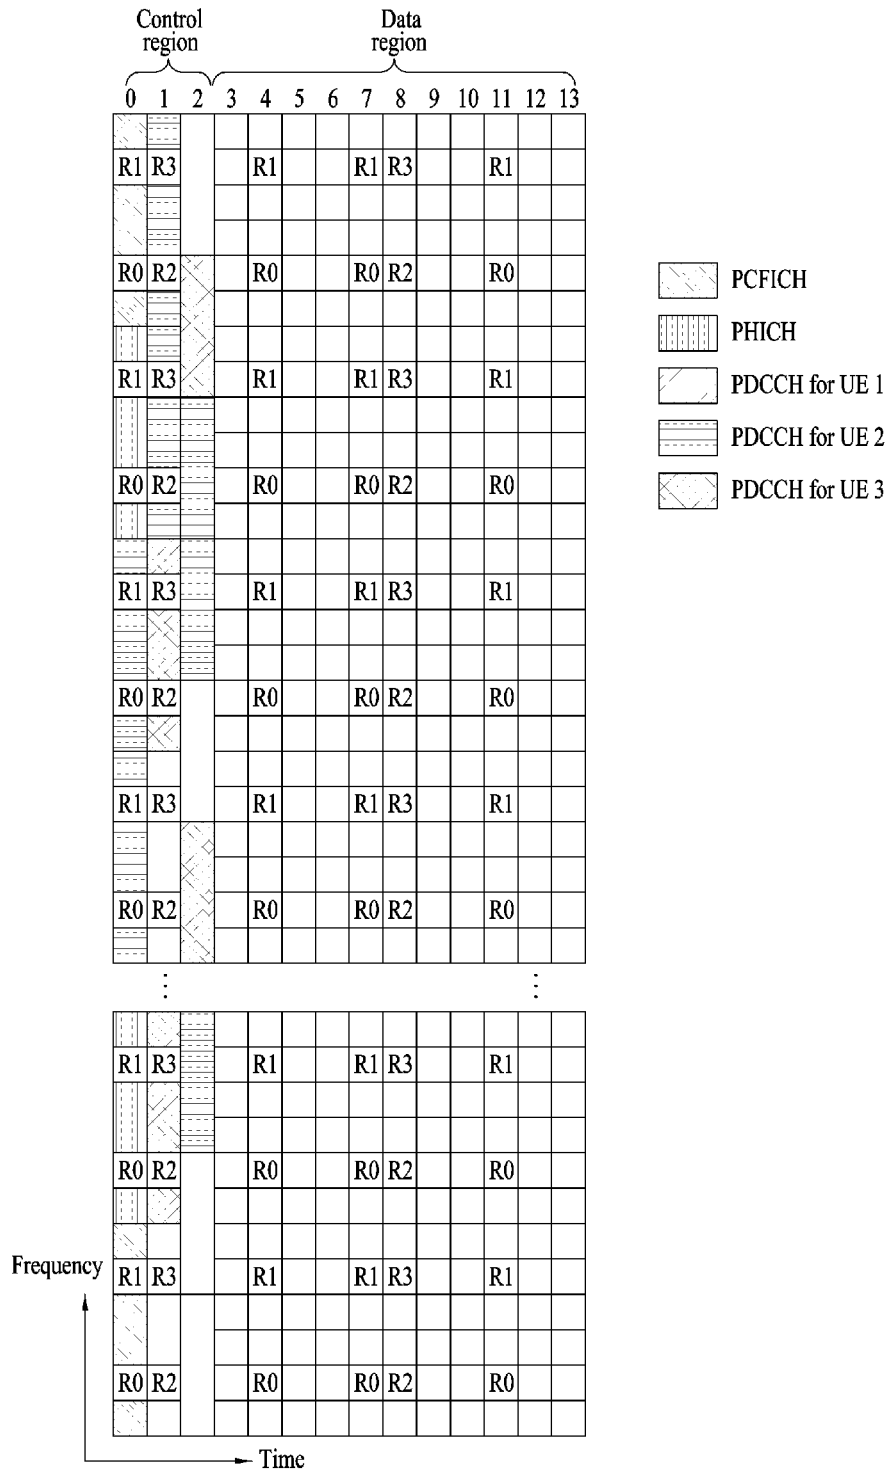 Control region
Data region
0 1 2 3 4 5 6 7 8 9 10 11 12 13
R1 R3 R1 R1 R3 R1
R0 R2 R0 R0 R2 R0
PCFICH
PHICH
R1 R3 R1 R1 R3 R1
PDCCH for UE 1
PDCCH for UE 2
R0 R2 R0 R0 R2 R0
PDCCH for UE 3
R1 R3 R1 R1 R3 R1
R0 R2 R0 R0 R2 R0
R1 R3 R1 R1 R3 R1
R0 R2 R0 R0 R2 R0
R1 R3 R1 R1 R3 R1
R0 R2 R0 R0 R2 R0
Frequency
R1 R3 R1 R1 R3 R1
R0 R2 R0 R0 R2 R0
Time